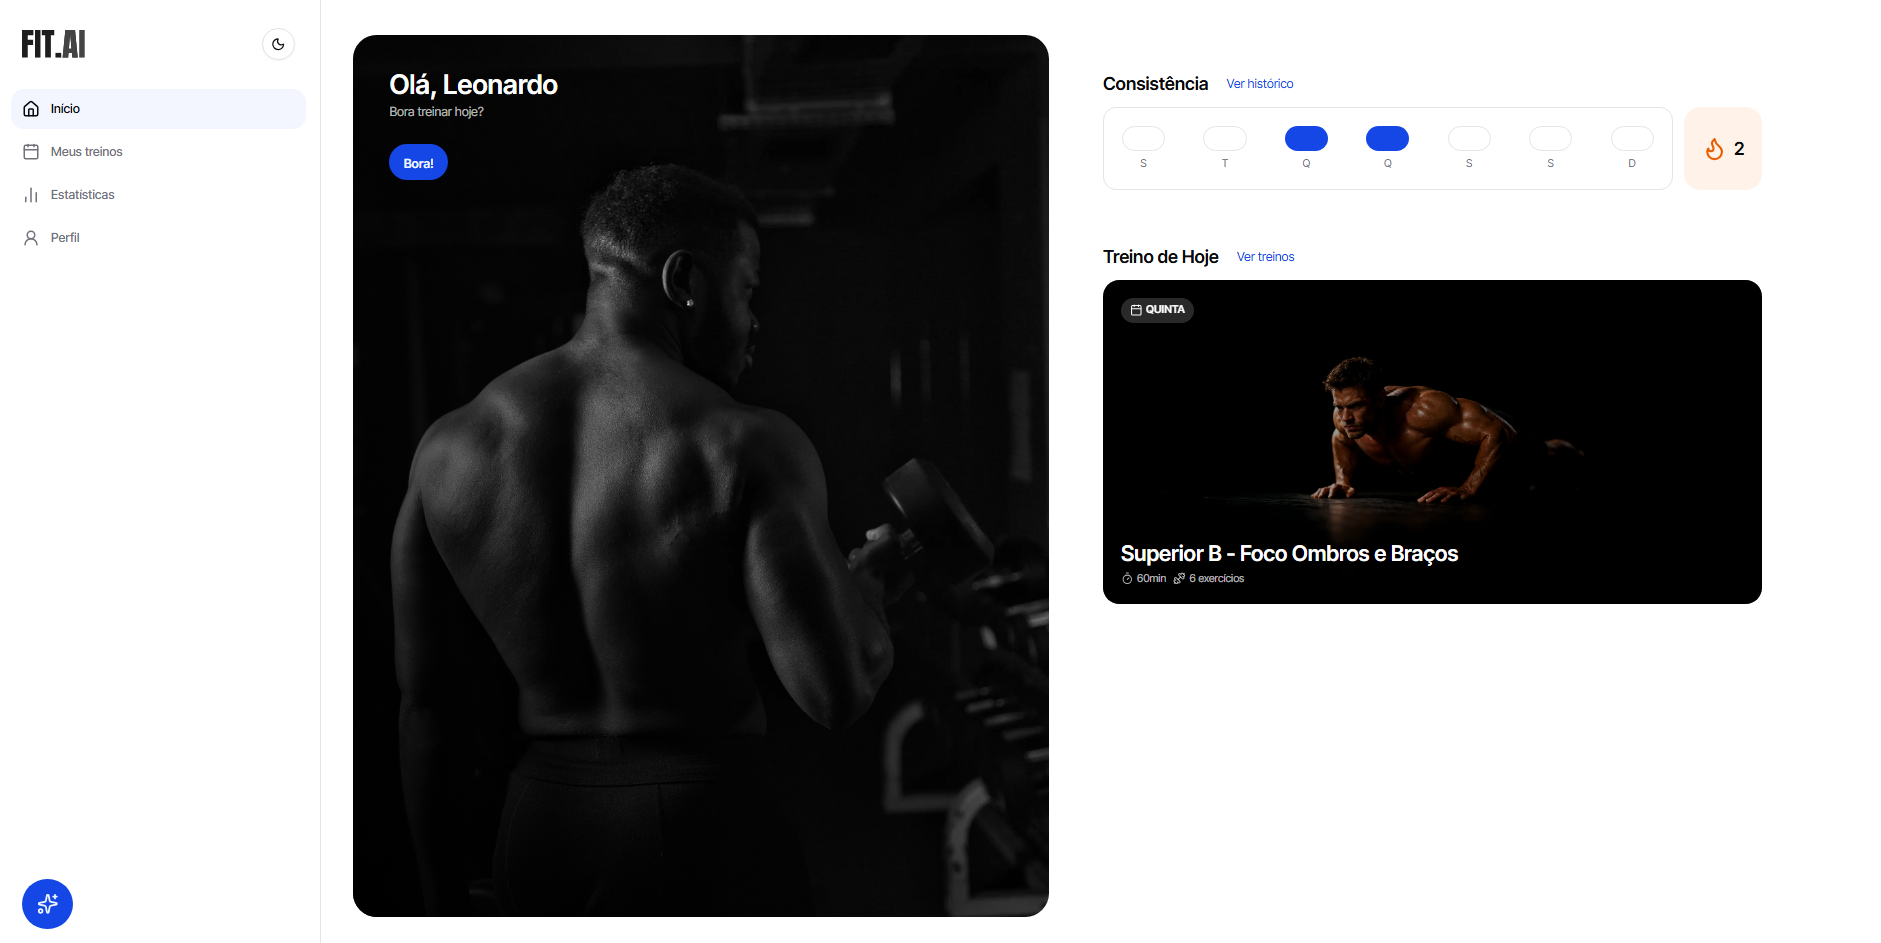 FIT.AI
Início
Meus treinos
Estatísticas
Perfil
Olá, Leonardo
Bora treinar hoje?
Bora!
Consistência Ver histórico
S T Q Q S S D
2
Treino de Hoje Ver treinos
QUINTA
Superior B - Foco Ombros e Braços
60min 6 exercícios